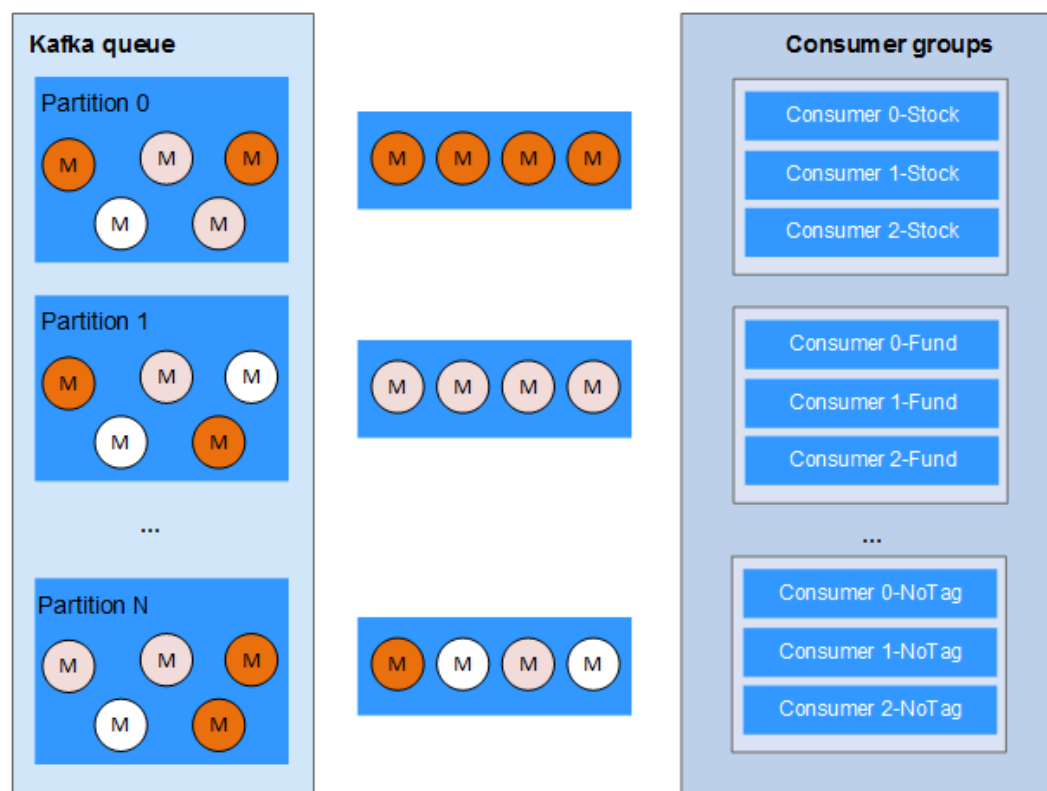 Kafka queue
Partition 0
M M M
M M
Partition 1
M M M
M M
...
Partition N
M M M
M M
M M M M
M M M M
M M M M
Consumer groups
Consumer 0-Stock
Consumer 1-Stock
Consumer 2-Stock
Consumer 0-Fund
Consumer 1-Fund
Consumer 2-Fund
...
Consumer 0-NoTag
Consumer 1-NoTag
Consumer 2-NoTag